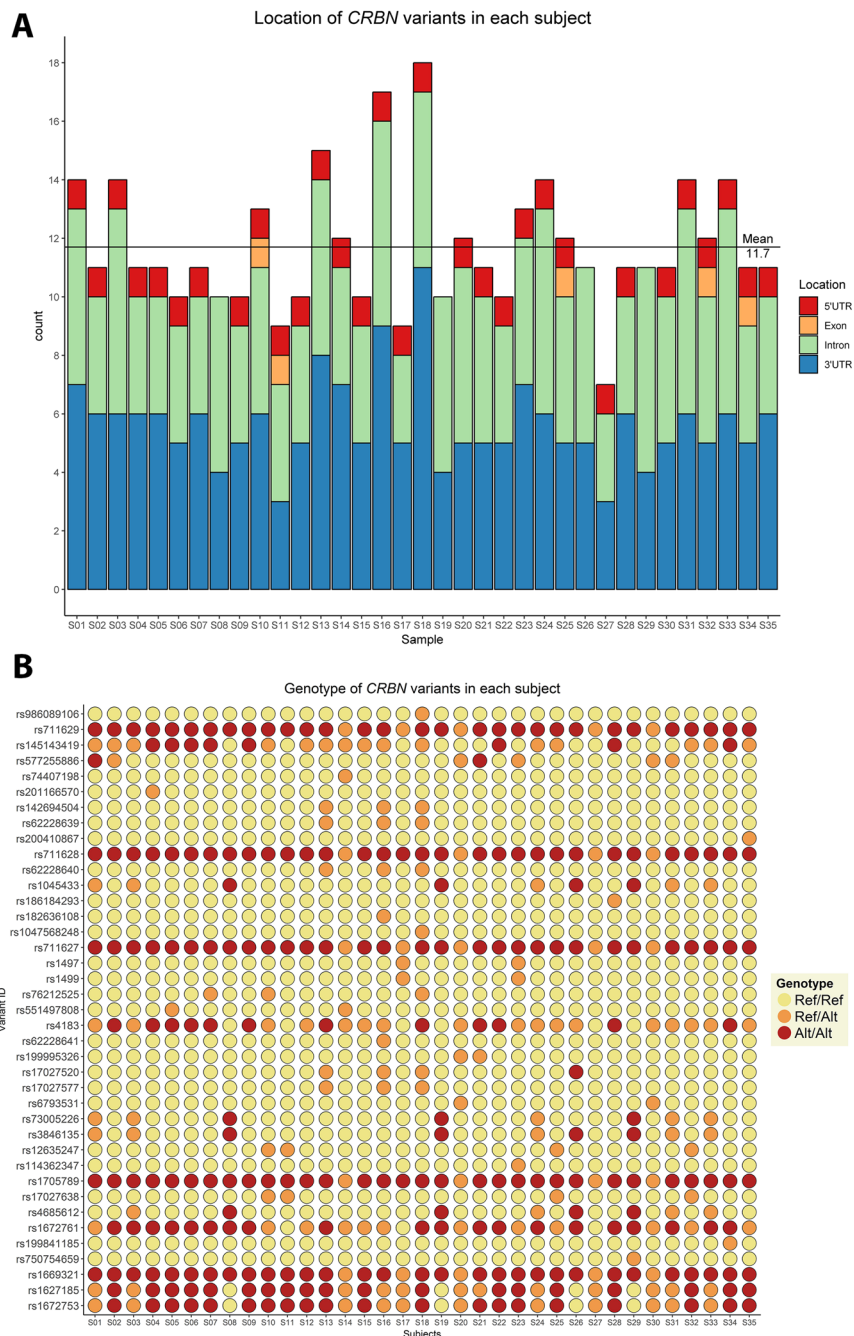 A
Location of CRBN variants in each subject
18
16
14
12
10
8
6
4
2
0
count
Mean
11.7
Location
5'UTR
Exon
Intron
3'UTR
S01 S02 S03 S04 S05 S06 S07 S08 S09 S10 S11 S12 S13 S14 S15 S16 S17 S18 S19 S20 S21 S22 S23 S24 S25 S26 S27 S28 S29 S30 S31 S32 S33 S34 S35
Sample
B
Genotype of CRBN variants in each subject
rs986089106
rs711629
rs145143419
rs577255886
rs74407198
rs201166570
rs142694504
rs62228639
rs200410867
rs711628
rs62228640
rs1045433
rs186184293
rs182636108
rs1047568248
rs711627
rs1497
rs1499
rs76212525
rs551497808
rs4183
rs62228641
rs199995326
rs17027520
rs17027577
rs6793531
rs73005226
rs3846135
rs12635247
rs114362347
rs1705789
rs17027638
rs4685612
rs1672761
rs199841185
rs750754659
rs1669321
rs1627185
rs1672753
Variant ID
Genotype
Ref/Ref
Ref/Alt
Alt/Alt
S01 S02 S03 S04 S05 S06 S07 S08 S09 S10 S11 S12 S13 S14 S15 S16 S17 S18 S19 S20 S21 S22 S23 S24 S25 S26 S27 S28 S29 S30 S31 S32 S33 S34 S35
Subjects